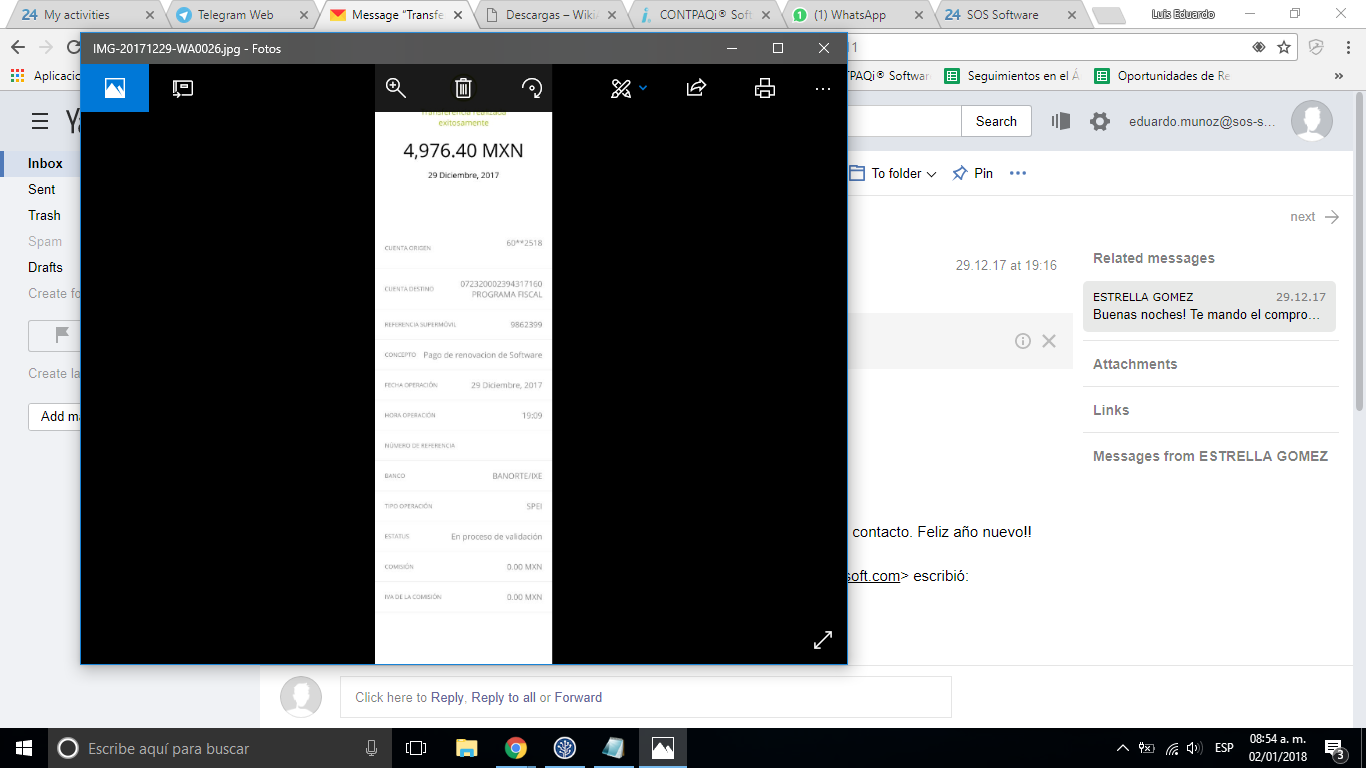 24 My activities
Telegram Web
Message "Transfe
Descargas – Wiki
CONTPAQi® Soft
(1) WhatsApp
24 SOS Software
Luis Eduardo
IMG-20171229-WA0026.jpg - Fotos
11
Aplicacio
TPAQi® Softwar
Seguimientos en el Á
Oportunidades de Re
»
Search
eduardo.munoz@sos-s...
Inbox
Sent
Trash
Spam
Drafts
Create fo
Create la
Add ma
To folder
Pin
next
29.12.17 at 19:16
Related messages
ESTRELLA GOMEZ 29.12.17
Buenas noches! Te mando el compro...
Attachments
Links
Messages from ESTRELLA GOMEZ
Transferencia realizada
exitosamente
4,976.40 MXN
29 Diciembre, 2017
CUENTA ORIGEN 60**2518
CUENTA DESTINO 072320002394317160
PROGRAMA FISCAL
REFERENCIA SUPERMÓVIL 9862399
CONCEPTO Pago de renovacion de Software
FECHA OPERACIÓN 29 Diciembre, 2017
HORA OPERACIÓN 19:09
NÚMERO DE REFERENCIA
BANCO BANORTE/IXE
TIPO OPERACIÓN SPEI
ESTATUS En proceso de validación
COMISIÓN 0.00 MXN
IVA DE LA COMISIÓN 0.00 MXN
contacto. Feliz año nuevo!!
soft.com> escribió:
Click here to Reply, Reply to all or Forward
Escribe aquí para buscar
ESP
08:54 a. m.
02/01/2018
3